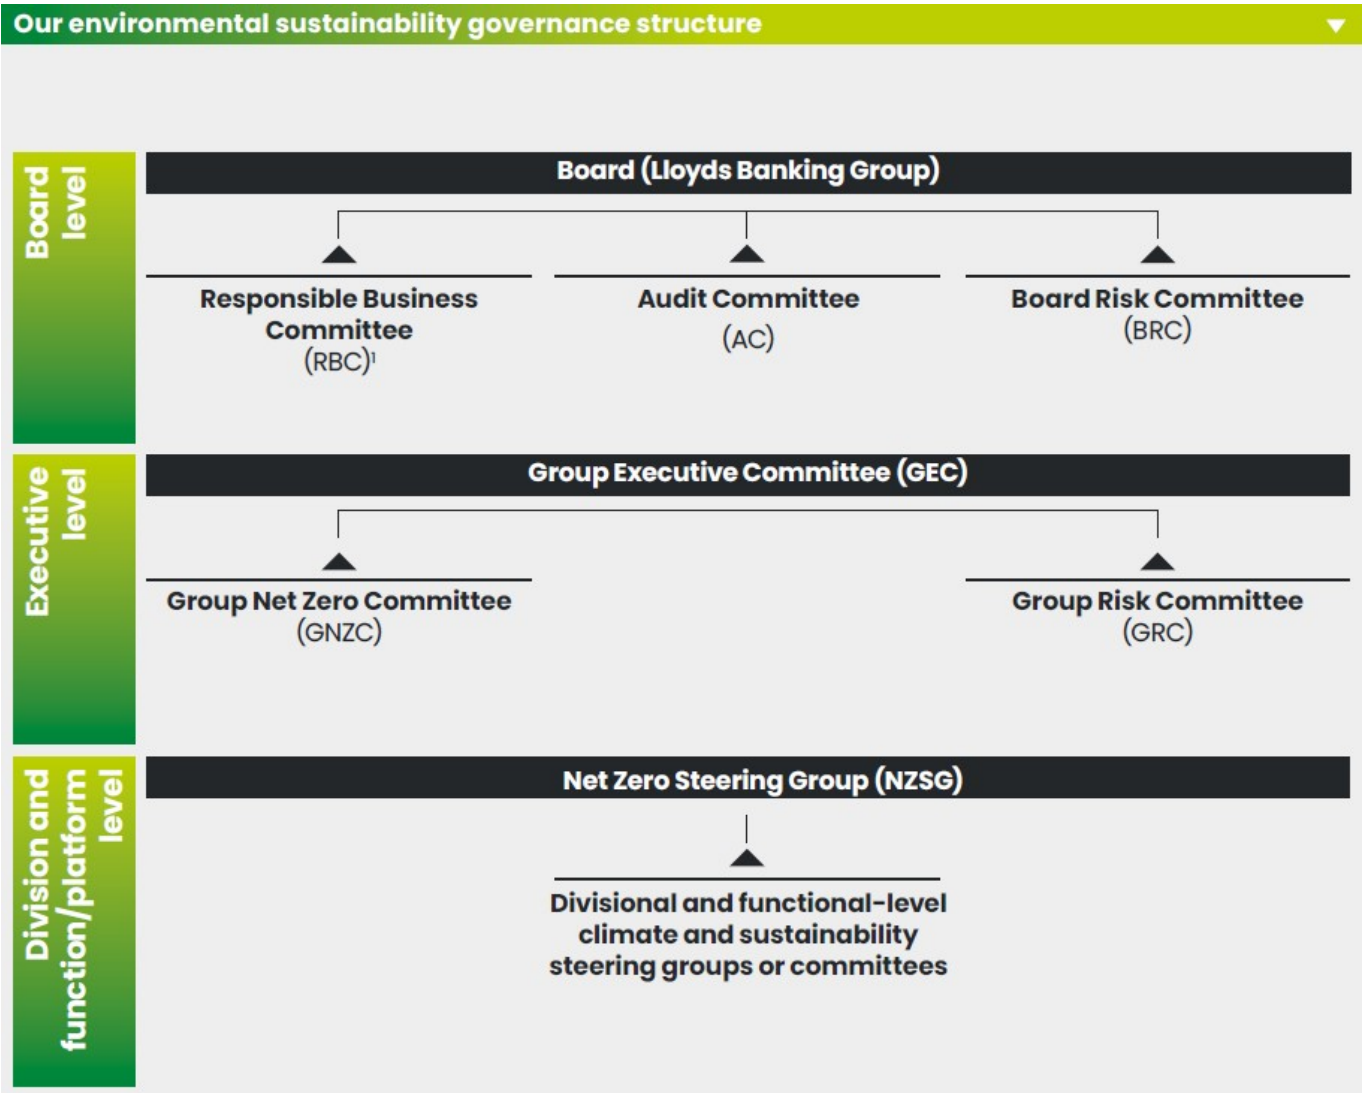 Our environmental sustainability governance structure
Board
level
Board (Lloyds Banking Group)
Responsible Business
Committee
(RBC)¹
Audit Committee
(AC)
Board Risk Committee
(BRC)
Executive
level
Group Executive Committee (GEC)
Group Net Zero Committee
(GNZC)
Group Risk Committee
(GRC)
Division and
function/platform
level
Net Zero Steering Group (NZSG)
Divisional and functional-level
climate and sustainability
steering groups or committees